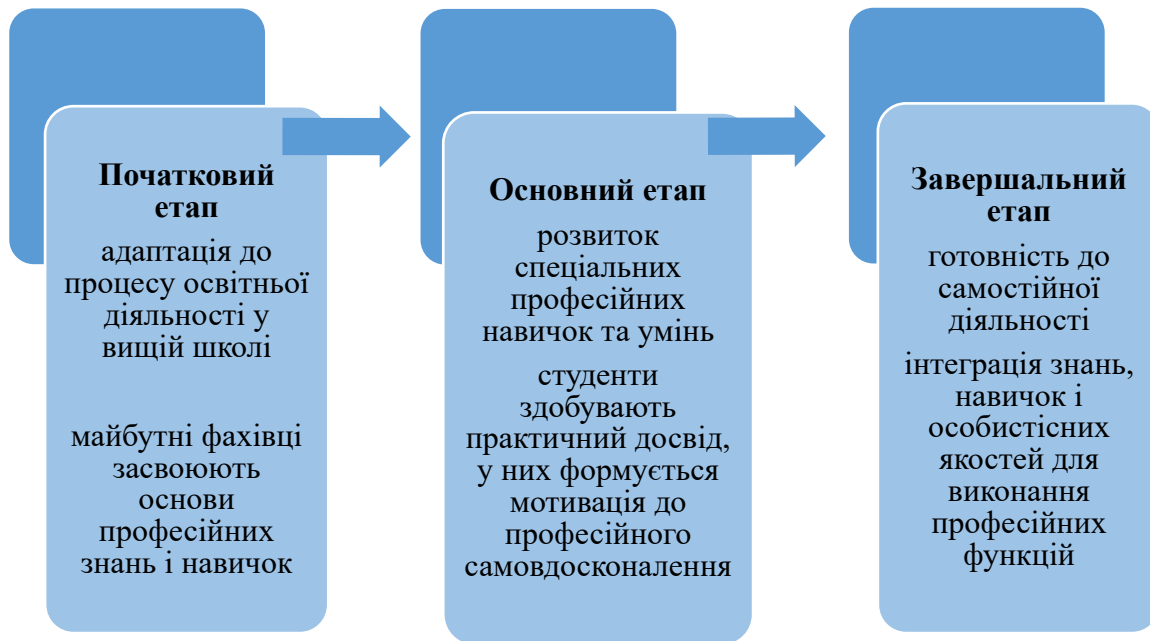 Початковий
етап
адаптація до
процесу освітньої
діяльності у
вищій школі
майбутні фахівці
засвоюють
основи
професійних
знань і навичок
Основний етап
розвиток
спеціальних
професійних
навичок та умінь
студенти
здобувають
практичний досвід,
у них формується
мотивація до
професійного
самовдосконалення
Завершальний
етап
готовність до
самостійної
діяльності
інтеграція знань,
навичок і
особистісних
якостей для
виконання
професійних
функцій